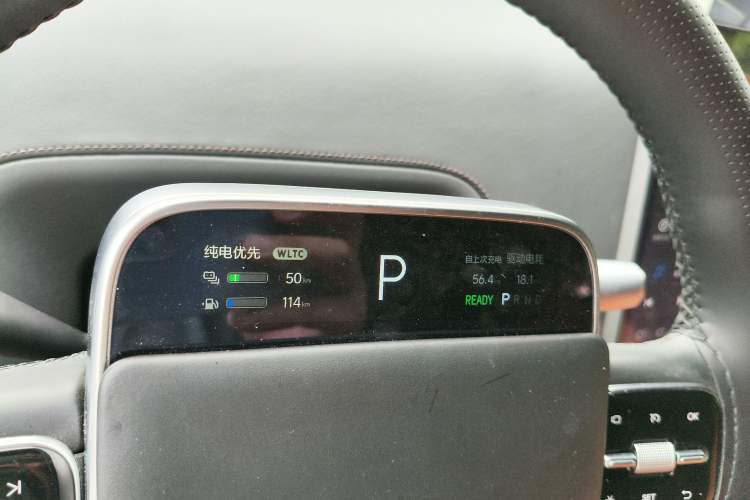 纯电优先 WLTC
50km
114km
P
自上次充电 驱动电耗
56.4 18.1
READY P R N D
OK
SET